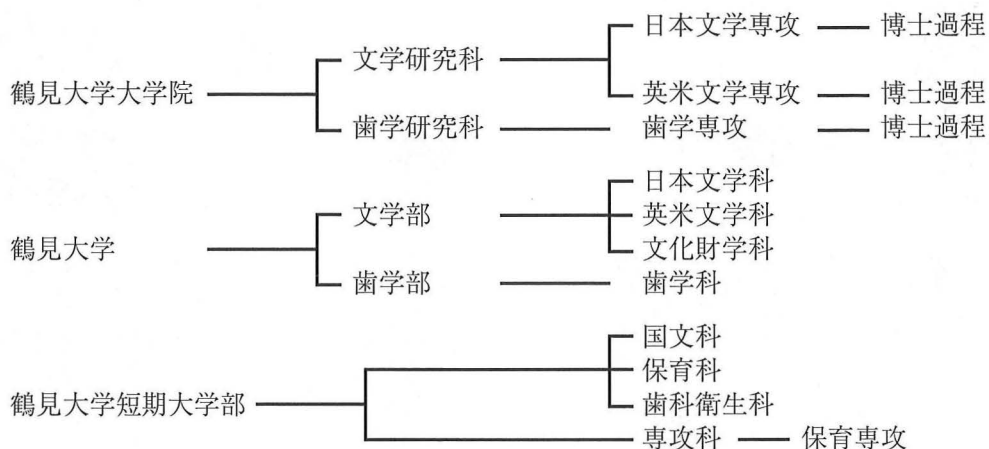 日本文学専攻 博士過程
文学研究科
鶴見大学大学院
英米文学専攻 博士過程
歯学研究科 歯学専攻 博士過程
日本文学科
文学部 英米文学科
鶴見大学
文化財学科
歯学部 歯学科
国文科
保育科
鶴見大学短期大学部 歯科衛生科
専攻科 保育専攻